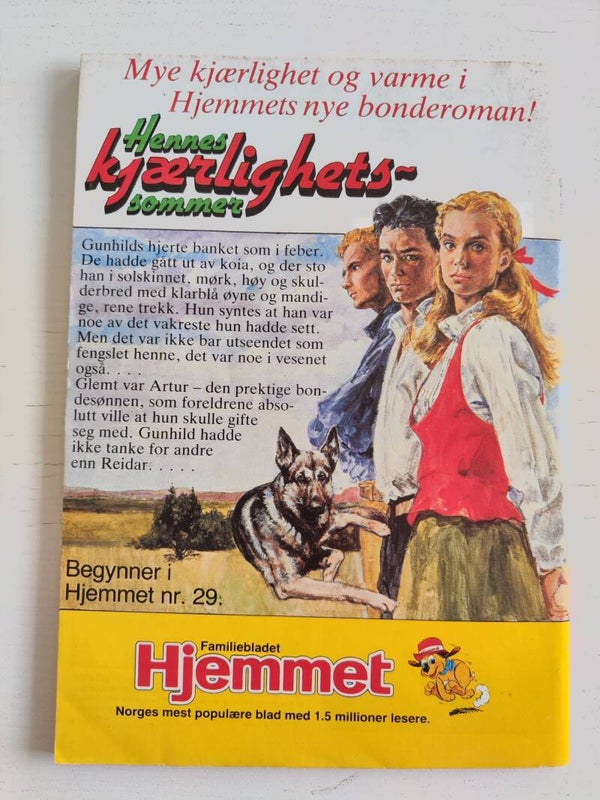 Mye kjærlighet og varme i
Hjemmets nye bonderoman!
Hennes
kjærlighets-
sommer
Gunhilds hjerte banket som i feber.
De hadde gått ut av koia, og der sto
han i solskinnet, mørk, høy og skul-
derbred med klarblå øyne og mandi-
ge, rene trekk. Hun syntes at han var
noe av det vakreste hun hadde sett.
Men det var ikke bar utseendet som
fengslet henne, det var noe i vesenet
også. . . .
Glemt var Artur – den prektige bon-
desønnen, som foreldrene abso-
lutt ville at hun skulle gifte
seg med. Gunhild hadde
ikke tanke for andre
enn Reidar. . . . .
Begynner i
Hjemmet nr. 29.
Familiebladet
Hjemmet
Norges mest populære blad med 1.5 millioner lesere.